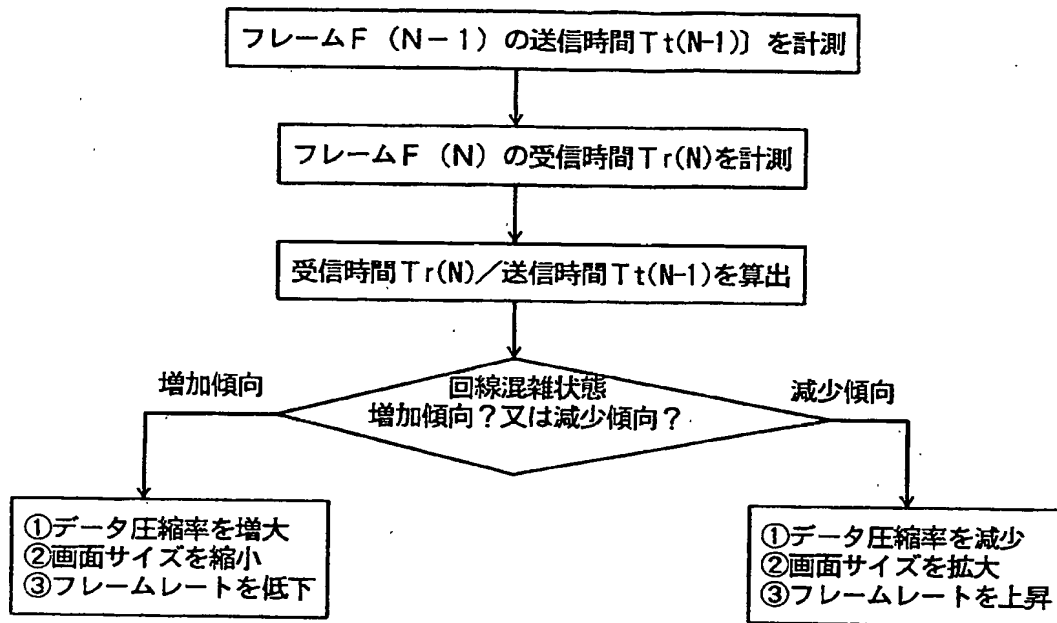 フレームF（N－1）の送信時間Tt(N-1)〕を計測
フレームF（N）の受信時間Tr(N)を計測
受信時間Tr(N)／送信時間Tt(N-1)を算出
増加傾向
回線混雑状態
増加傾向？又は減少傾向？
減少傾向
①データ圧縮率を増大
②画面サイズを縮小
③フレームレートを低下
①データ圧縮率を減少
②画面サイズを拡大
③フレームレートを上昇